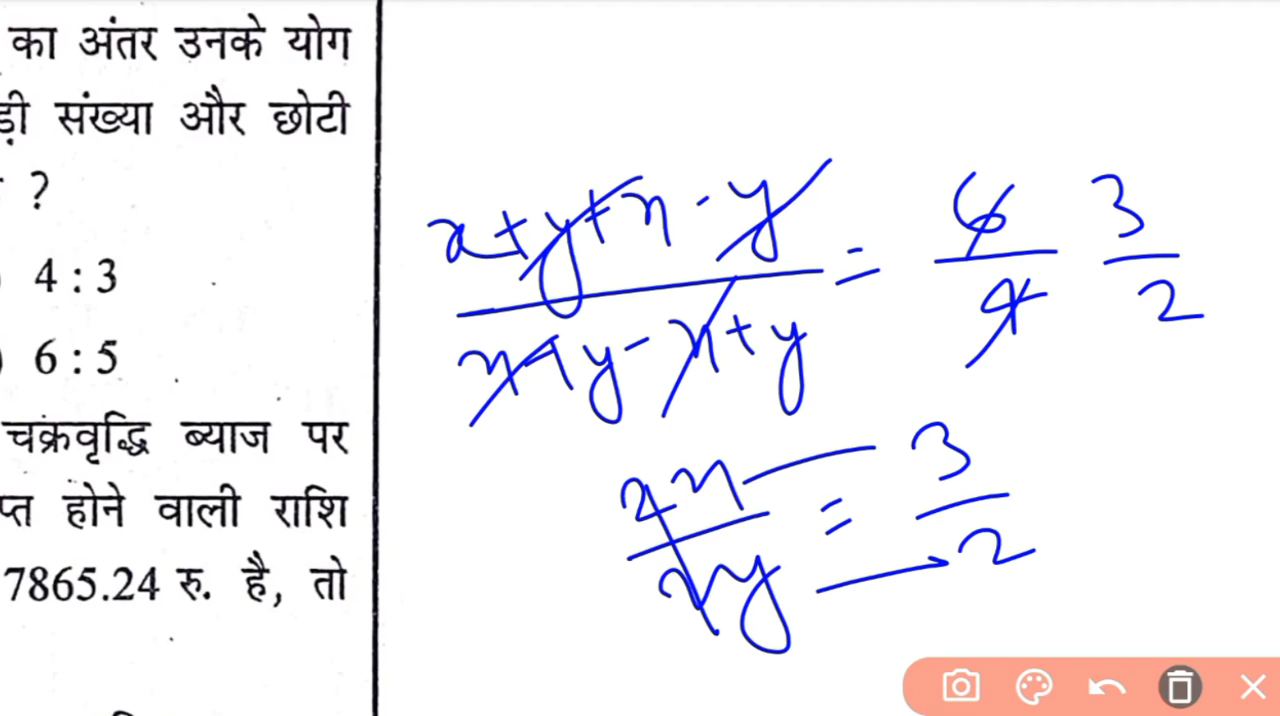 का अंतर उनके योग
ड़ी संख्या और छोटी
?
4 : 3
6 : 5
चक्रवृद्धि ब्याज पर
प्त होने वाली राशि
7865.24 रु. है, तो
x+y+x-y / x+y-x+y = 6/4 3/2
2x/2y = 3/2